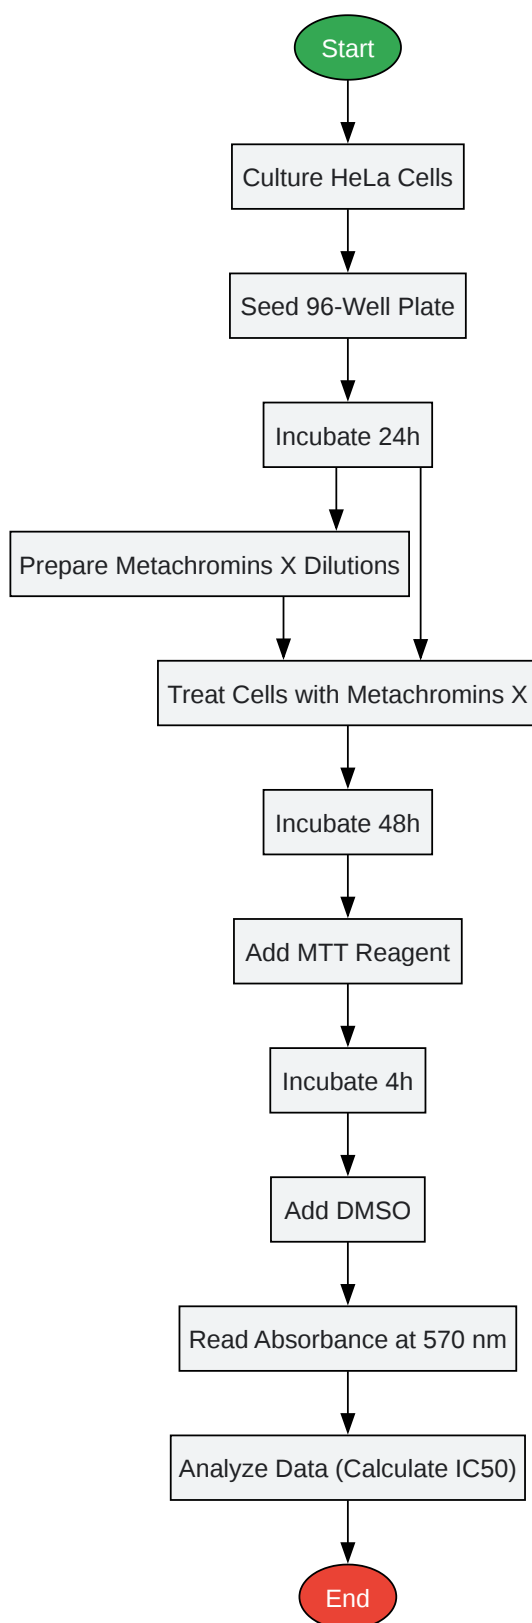 Start
Culture HeLa Cells
Seed 96-Well Plate
Incubate 24h
Prepare Metachromins X Dilutions
Treat Cells with Metachromins X
Incubate 48h
Add MTT Reagent
Incubate 4h
Add DMSO
Read Absorbance at 570 nm
Analyze Data (Calculate IC50)
End